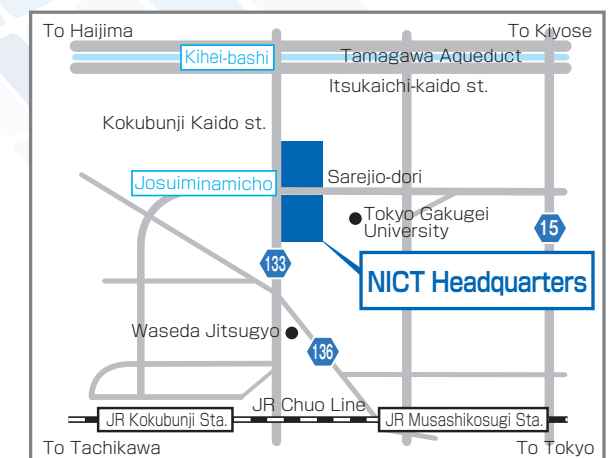 To Haijima
To Kiyose
Kihei-bashi
Tamagawa Aqueduct
Itsukaichi-kaido st.
Kokubunji Kaido st.
Josuiminamicho
Sarejio-dori
Tokyo Gakugei
University
15
133
NICT Headquarters
Waseda Jitsugyo
136
JR Chuo Line
JR Kokubunji Sta.
JR Musashikosugi Sta.
To Tachikawa
To Tokyo